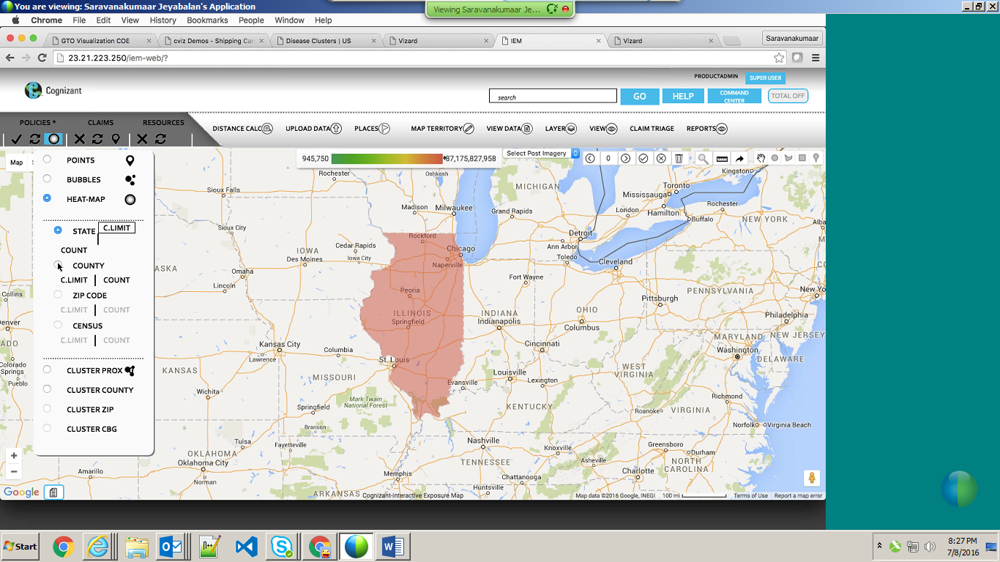 You are viewing: Saravanakumaar Jeyabalan's Application
Viewing Saravanakumaar Je...
Chrome File Edit View History Bookmarks People Window Help
GTO Visualization COE
cviz Demos - Shipping Car
Disease Clusters | US
Vizard
IEM
Vizard
Saravanakumaar
23.21.223.250/iem-web/?
Cognizant
PRODUCTADMIN
SUPER USER
search
GO
HELP
COMMAND
CENTER
TOTAL OFF
POLICIES *
CLAIMS
RESOURCES
DISTANCE CALC
UPLOAD DATA
PLACES
MAP TERRITORY
VIEW DATA
LAYER
VIEW
CLAIM TRIAGE
REPORTS
Map
945,750
87,175,827,958
Select Post Imagery
0
POINTS
BUBBLES
HEAT-MAP
STATE
C.LIMIT
COUNT
COUNTY
C.LIMIT | COUNT
ZIP CODE
C.LIMIT | COUNT
CENSUS
C.LIMIT | COUNT
CLUSTER PROX
CLUSTER COUNTY
CLUSTER ZIP
CLUSTER CBG
Rochester
Oshkosh
Kingston
Sioux Falls
MICHIGAN
Toronto
Mississauga
Madison
Milwaukee
Grand Rapids
London
Hamilton
Rochester
Buffalo
NEW YORK
Sioux City
Rockford
Detroit
Cedar Rapids
Chicago
Ann Arbor
IOWA
Iowa City
Des Moines
Naperville
Toledo
Cleveland
Omaha
Fort Wayne
Lincoln
Peoria
PENNSYLVANIA
New Yo
Collins
Pittsburgh
ILLINOIS
Springfield
INDIANA
Indianapolis
OHIO
Columbus
Philadelphia
Denver
Kansas City
Lawrence
Columbia
Cincinnati
MARYLAND
NEW JERSEY
Washington
DELAWARE
Colorado
Springs
Pueblo
St. Louis
KANSAS
MISSOURI
Evansville
Louisville
Lexington
WEST
VIRGINIA
Wichita
Richmond
Mark Twain
National Forest
Springfield
KENTUCKY
Roanoke
VIRGINIA
Branson
Norfolk
Virginia Beach
Tulsa
Fayetteville
Nashville
Knoxville
Greensboro
Durham
OKLAHOMA
Oklahoma City
TENNESSEE
Asheville
NORTH
CAROLINA
Amarillo
Norman
Memphis
Chattanooga
Charlotte
Huntsville
ARKANSAS
Google
Cognizant-Interactive Exposure Map
Map data ©2016 Google, INEGI
100 mi
Terms of Use
Report a map error
Start
8:27 PM
7/8/2016